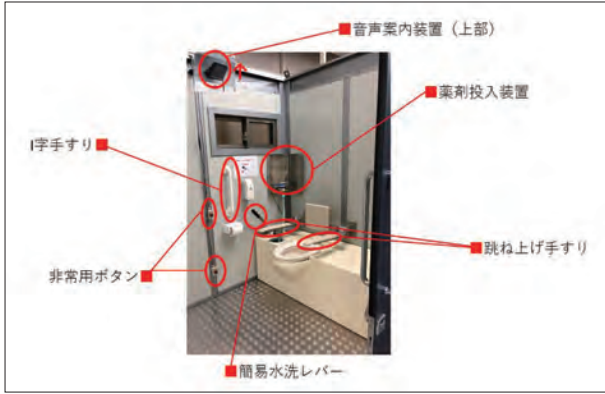 ■音声案内装置（上部）
■薬剤投入装置
I字手すり■
■跳ね上げ手すり
非常用ボタン■
■簡易水洗レバー